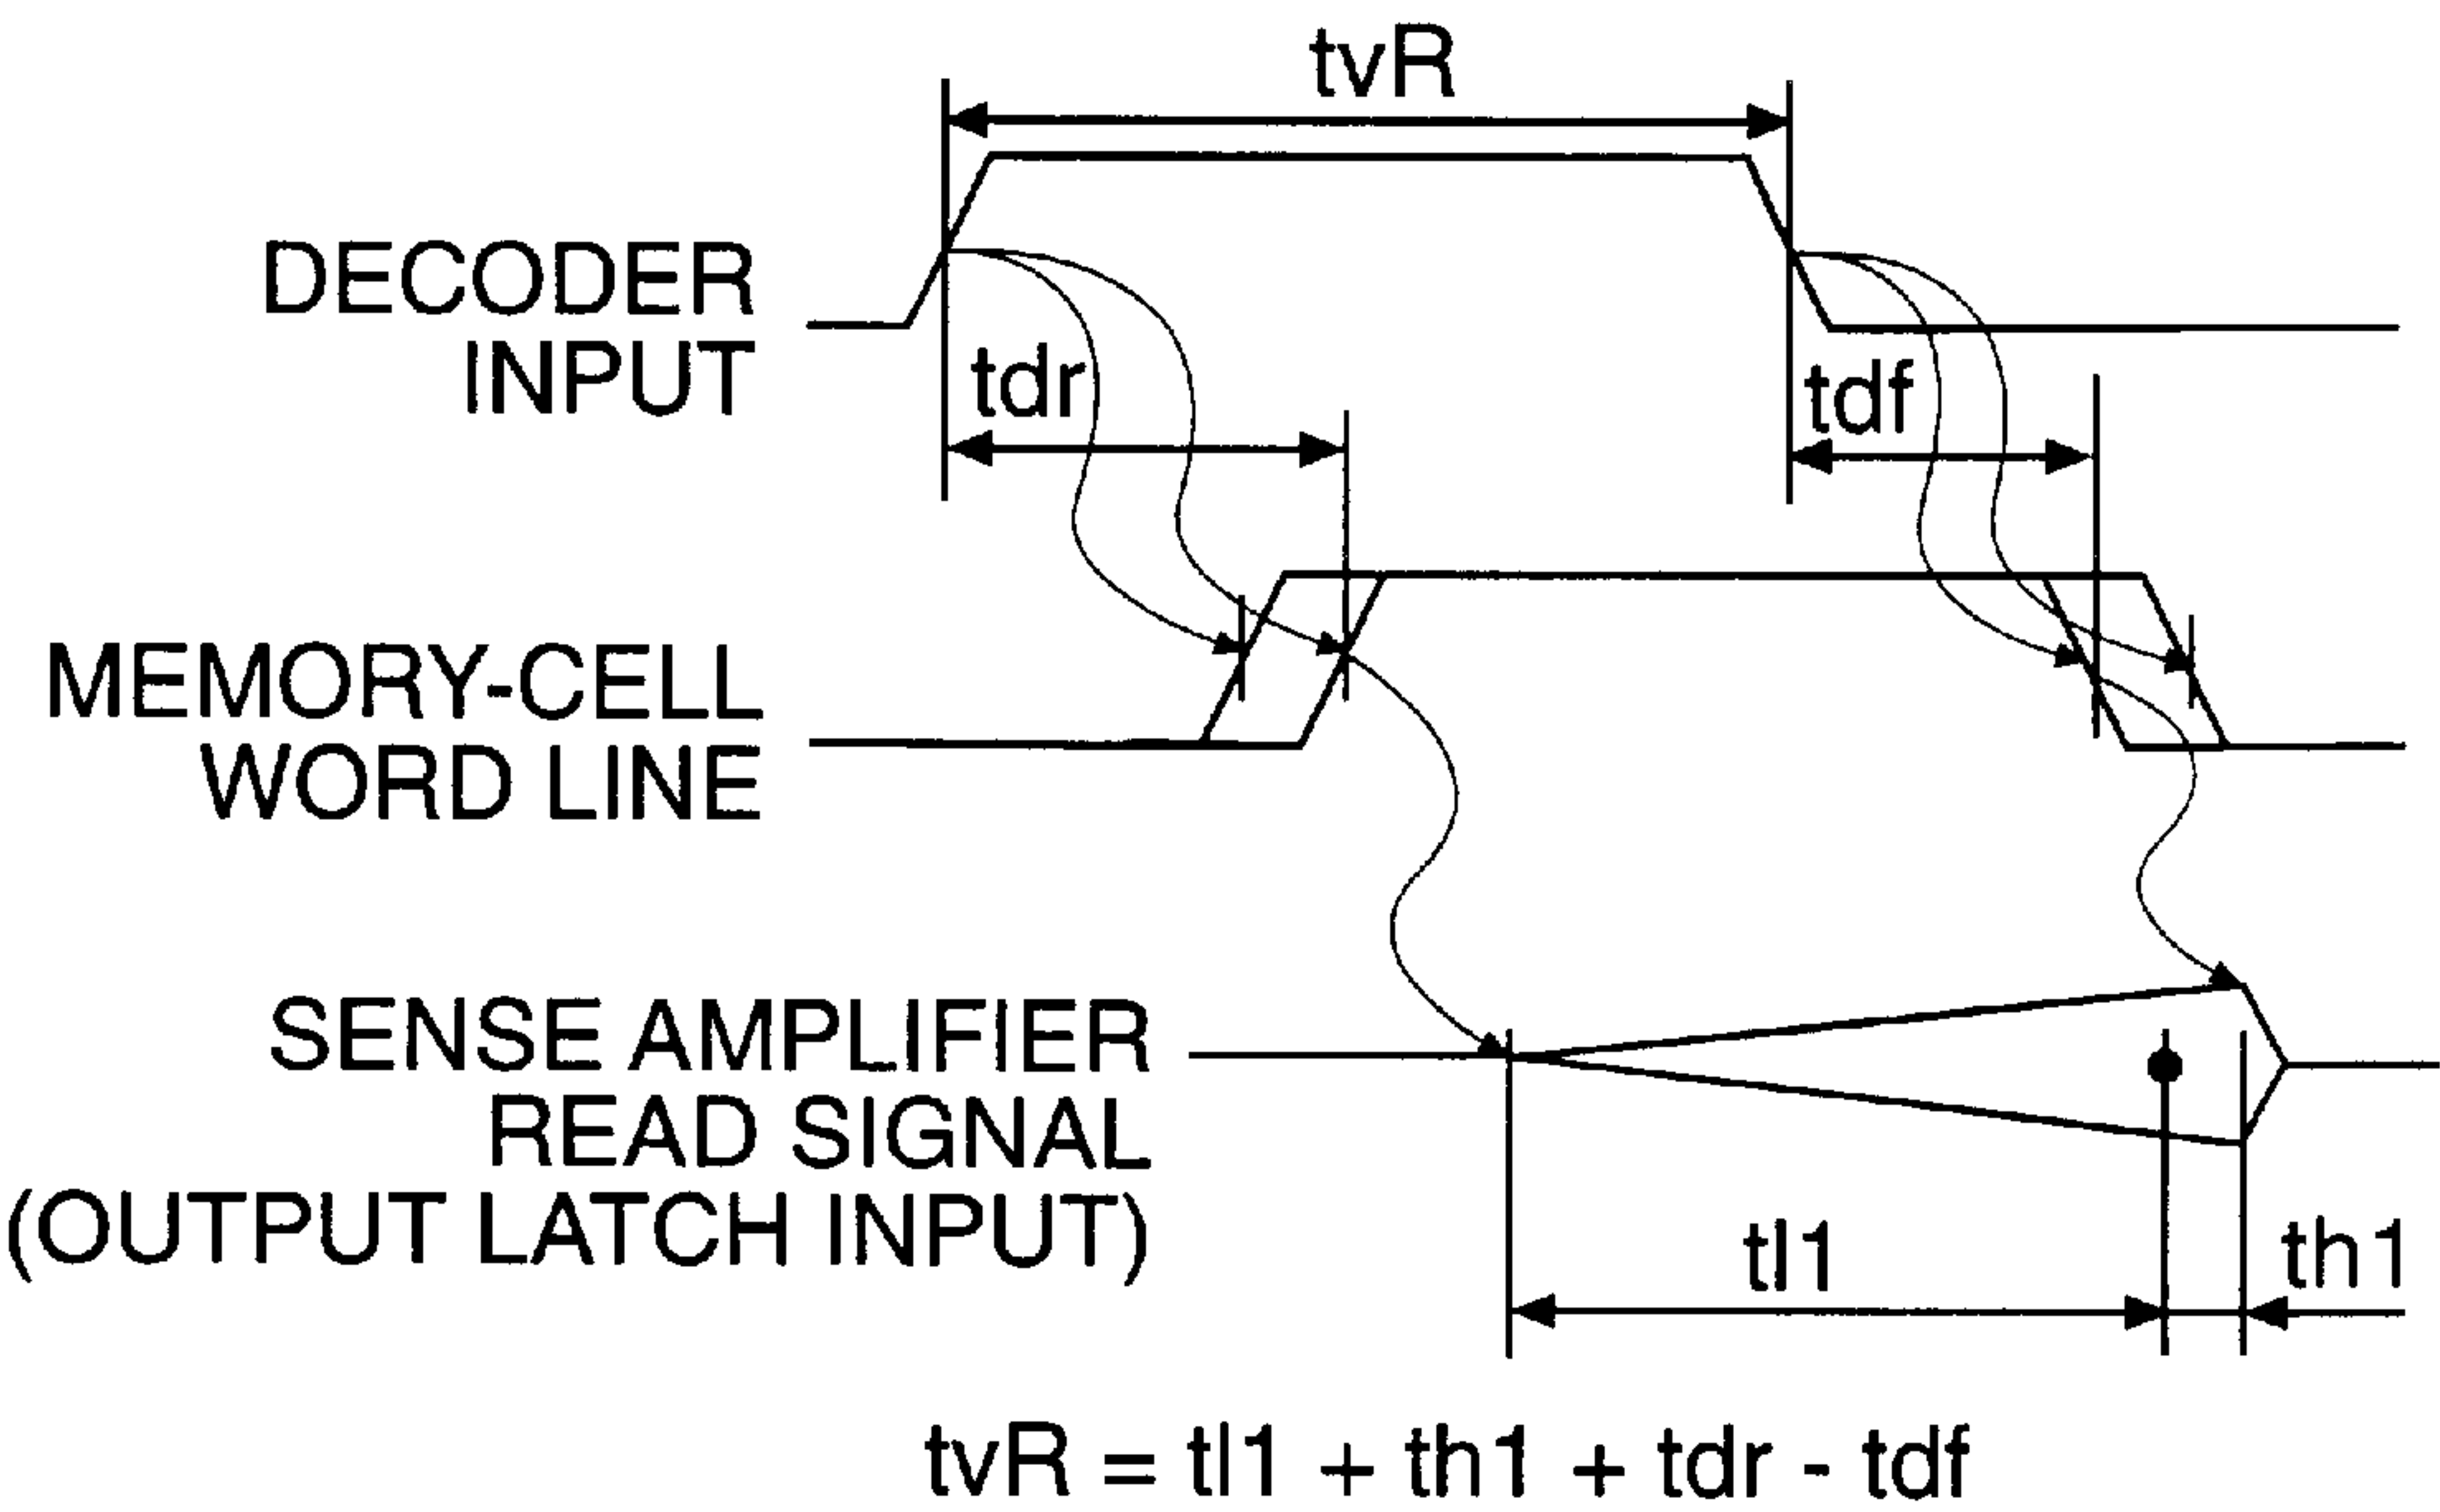 tvR
DECODER
INPUT
tdr
tdf
MEMORY-CELL
WORD LINE
SENSE AMPLIFIER
READ SIGNAL
(OUTPUT LATCH INPUT)
tl1
th1
tvR = tl1 + th1 + tdr - tdf